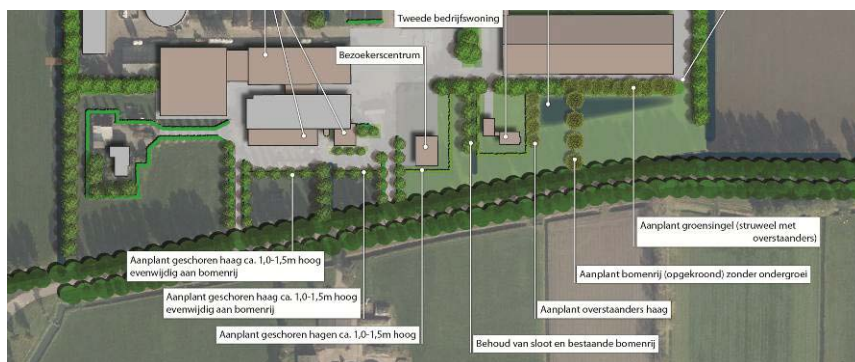 Tweede bedrijfswoning
Bezoekerscentrum
Aanplant groensingel (struweel met
overstaanders)
Aanplant geschoren haag ca. 1,0-1,5m hoog
evenwijdig aan bomenrij
Aanplant bomenrij (opgekroond) zonder ondergroei
Aanplant geschoren haag ca. 1,0-1,5m hoog
evenwijdig aan bomenrij
Aanplant overstaanders haag
Aanplant geschoren hagen ca. 1,0-1,5m hoog
Behoud van sloot en bestaande bomenrij